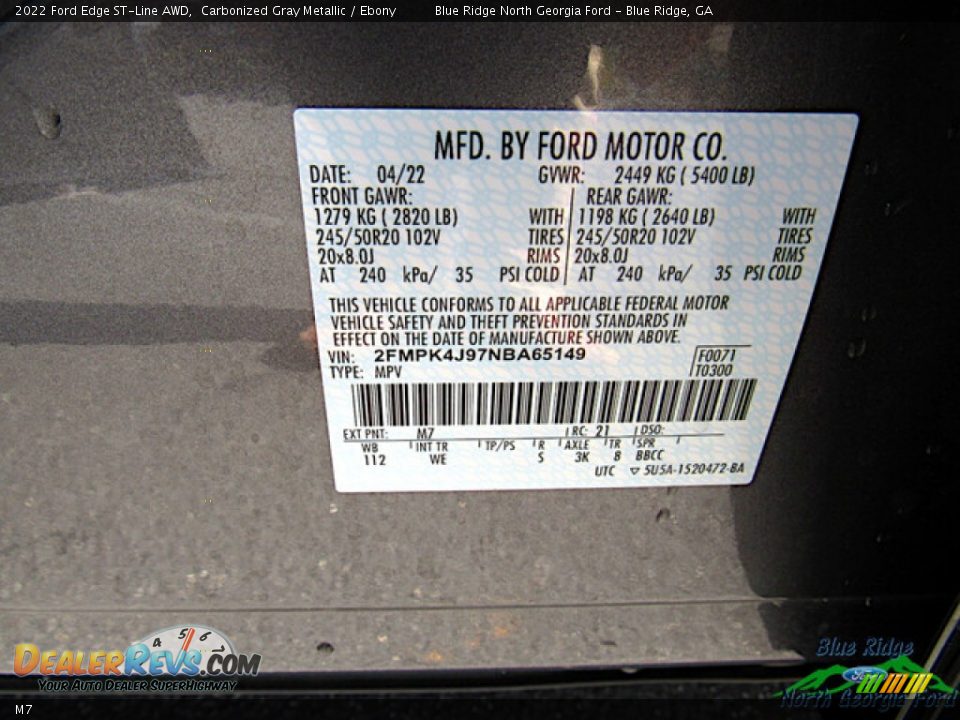 2022 Ford Edge ST-Line AWD, Carbonized Gray Metallic / Ebony Blue Ridge North Georgia Ford - Blue Ridge, GA
MFD. BY FORD MOTOR CO.
DATE: 04/22 GVWR: 2449 KG ( 5400 LB)
FRONT GAWR: REAR GAWR:
1279 KG ( 2820 LB) WITH 1198 KG ( 2640 LB) WITH
245/50R20 102V TIRES 245/50R20 102V TIRES
20x8.0J RIMS 20x8.0J RIMS
AT 240 kPa/ 35 PSI COLD AT 240 kPa/ 35 PSI COLD
THIS VEHICLE CONFORMS TO ALL APPLICABLE FEDERAL MOTOR
VEHICLE SAFETY AND THEFT PREVENTION STANDARDS IN
EFFECT ON THE DATE OF MANUFACTURE SHOWN ABOVE.
VIN: 2FMPK4J97NBA65149 F0071
TYPE: MPV T0300
EXT PNT: M7 RC: 21 DSO:
WB INT TR TP/PS R AXLE TR SPR
112 WE S 3K 8 BBCC
UTC ▽ 5U5A-1520472-BA
4 5 6 7
DEALERREVS.COM
YOUR AUTO DEALER SUPERHIGHWAY
Blue Ridge
Ford
North Georgia Ford
M7